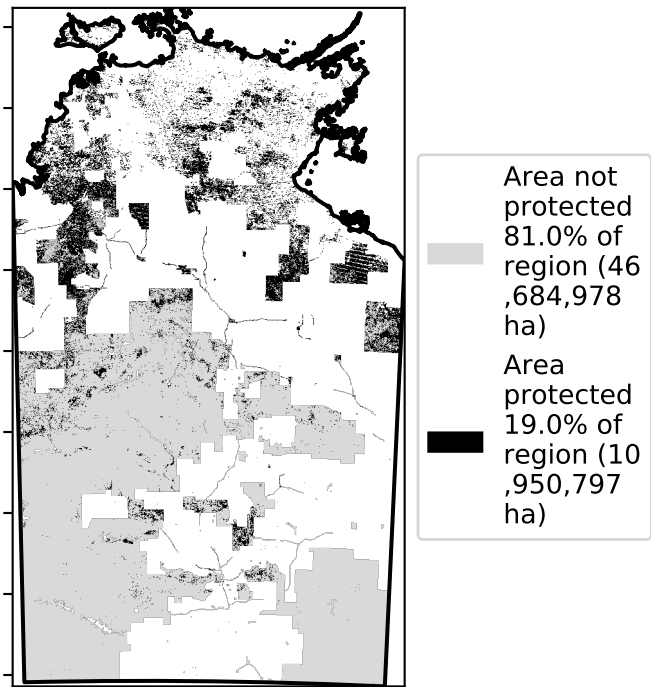 Area not
protected
81.0% of
region (46
,684,978
ha)
Area
protected
19.0% of
region (10
,950,797
ha)